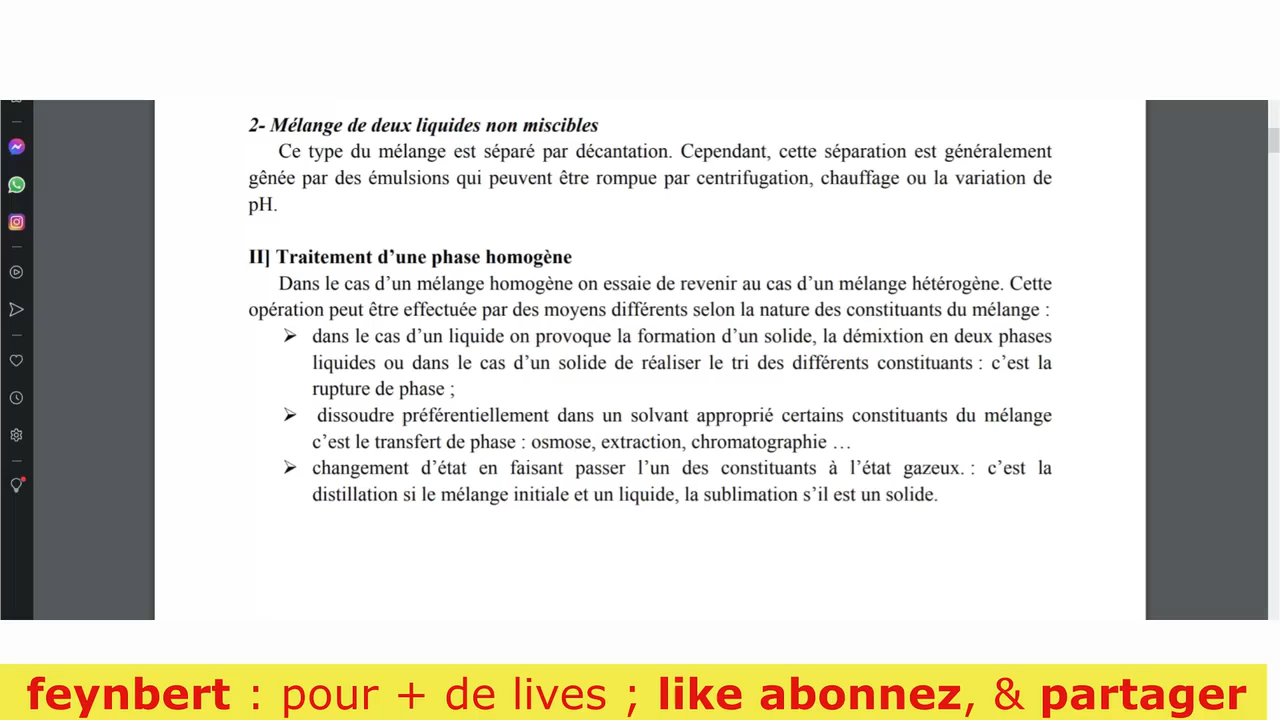 2- Mélange de deux liquides non miscibles
Ce type du mélange est séparé par décantation. Cependant, cette séparation est généralement
gênée par des émulsions qui peuvent être rompue par centrifugation, chauffage ou la variation de
pH.
II] Traitement d’une phase homogène
Dans le cas d’un mélange homogène on essaie de revenir au cas d’un mélange hétérogène. Cette
opération peut être effectuée par des moyens différents selon la nature des constituants du mélange :
➢ dans le cas d’un liquide on provoque la formation d’un solide, la démixtion en deux phases
liquides ou dans le cas d’un solide de réaliser le tri des différents constituants : c’est la
rupture de phase ;
➢ dissoudre préférentiellement dans un solvant approprié certains constituants du mélange
c’est le transfert de phase : osmose, extraction, chromatographie …
➢ changement d’état en faisant passer l’un des constituants à l’état gazeux. : c’est la
distillation si le mélange initiale et un liquide, la sublimation s’il est un solide.
feynbert : pour + de lives ; like abonnez, & partager